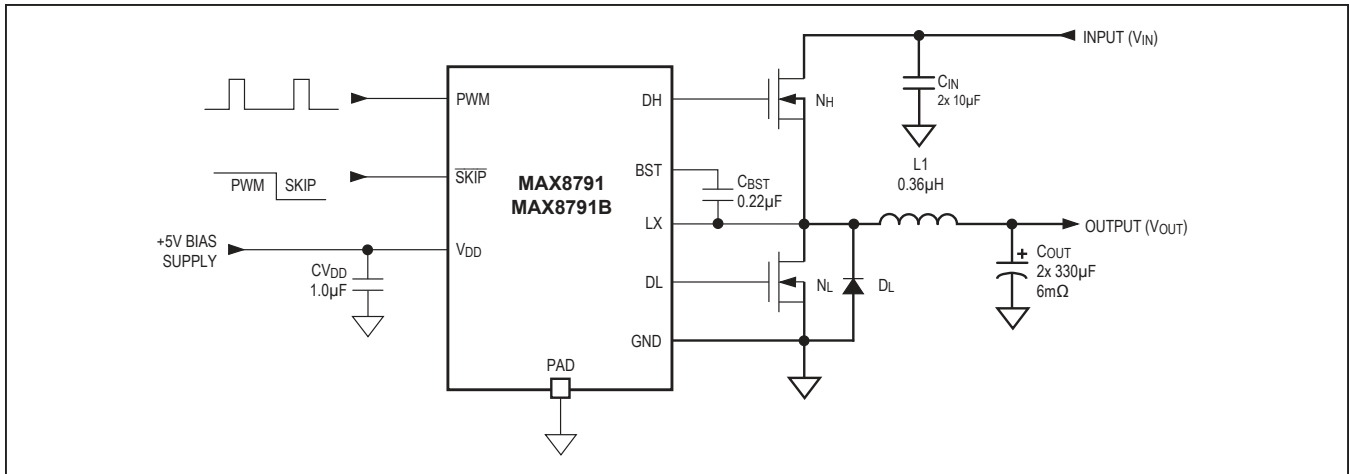 INPUT (VIN)
CIN
2x 10µF
PWM
DH
NH
L1
0.36µH
PWM SKIP
SKIP
MAX8791
MAX8791B
BST
CBST
0.22µF
LX
OUTPUT (VOUT)
+5V BIAS
SUPPLY
VDD
CVDD
1.0µF
DL
NL
DL
+
COUT
2x 330µF
6mΩ
GND
PAD